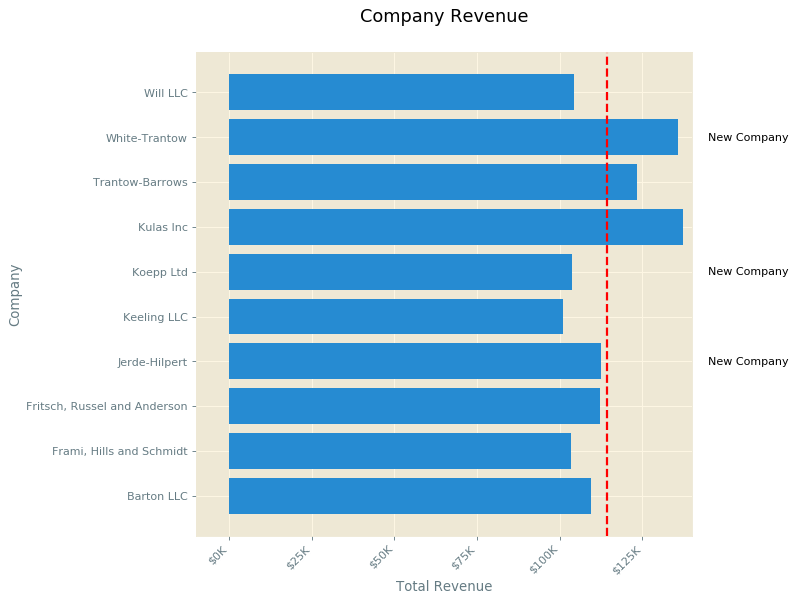 Company Revenue
Will LLC
White-Trantow
New Company
Trantow-Barrows
Kulas Inc
Koepp Ltd
New Company
Keeling LLC
Jerde-Hilpert
New Company
Fritsch, Russel and Anderson
Frami, Hills and Schmidt
Barton LLC
Company
$0K
$25K
$50K
$75K
$100K
$125K
Total Revenue